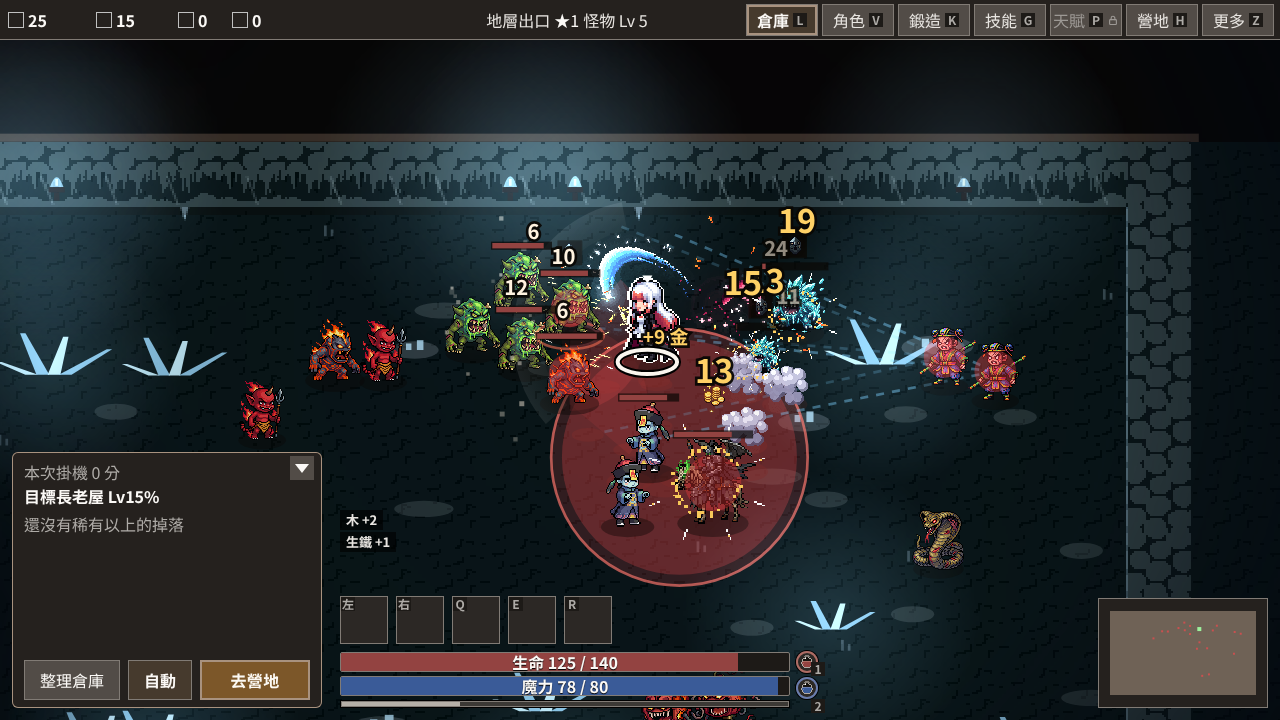 25 15 0 0 地層出口 ★1 怪物 Lv 5 倉庫 L 角色 V 鍛造 K 技能 G 天賦 P 營地 H 更多 Z
6
10
12
6
19
24
153
11
+9 金
13
本次掛機 0 分
目標長老屋 Lv15%
還沒有稀有以上的掉落
木 +2
生鐵 +1
整理倉庫 自動 去營地
左 右 Q E R
生命 125 / 140 1
魔力 78 / 80 2